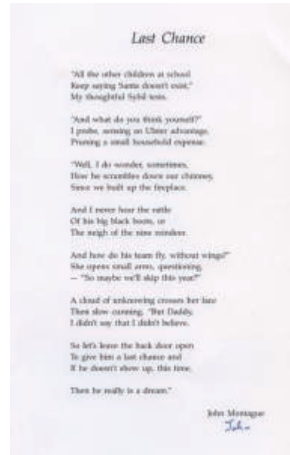 Last Chance
"All the other children at school
Keep saying Santa doesn't exist,"
My thoughtful Sybil tests.
"And what do you think yourself?"
I probe, sensing an Ulster advantage,
Pruning a small household expense.
"Well, I do wonder, sometimes,
How he scrambles down our chimney,
Since we built up the fireplace.
And I never hear the rattle
Of his big black boots, or
The neigh of the nine reindeer.
And how do his team fly, without wings?"
She opens small arms, questioning.
— "So maybe we'll skip this year?"
A cloud of unknowing crosses her face
Then slow cunning, "But Daddy,
I didn't say that I didn't believe.
So let's leave the back door open
To give him a last chance and
If he doesn't show up, this time,
Then he really is a dream."
John Montague
John